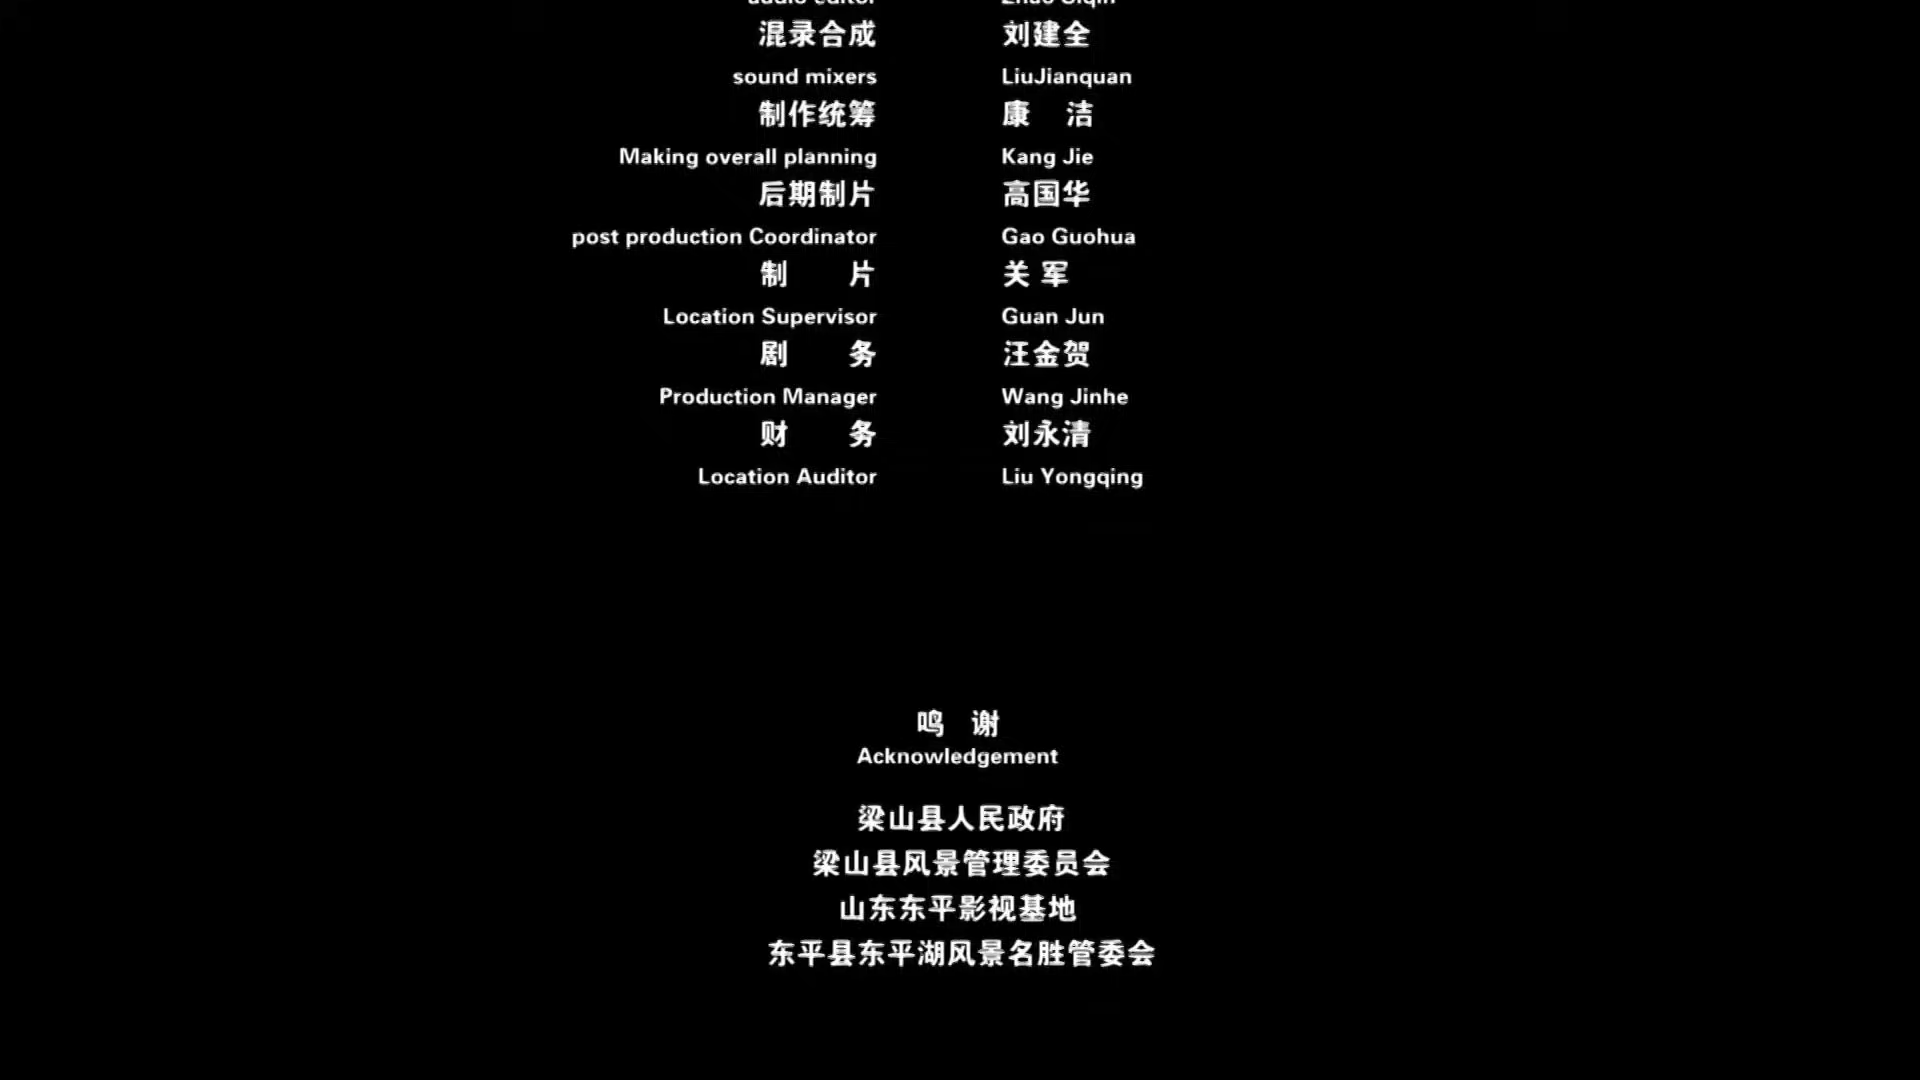 audio editor Zhao Siqin
混录合成 刘建全
sound mixers LiuJianquan
制作统筹 康 洁
Making overall planning Kang Jie
后期制片 高国华
post production Coordinator Gao Guohua
制 片 关 军
Location Supervisor Guan Jun
剧 务 汪金贺
Production Manager Wang Jinhe
财 务 刘永清
Location Auditor Liu Yongqing
鸣 谢
Acknowledgement
梁山县人民政府
梁山县风景管理委员会
山东东平影视基地
东平县东平湖风景名胜管委会